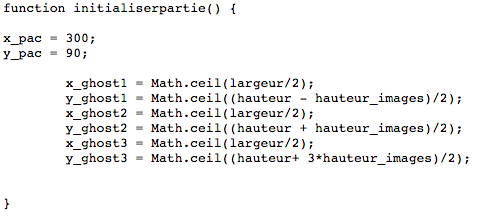 function initialiserpartie() {
x_pac = 300;
y_pac = 90;
x_ghost1 = Math.ceil(largeur/2);
y_ghost1 = Math.ceil((hauteur - hauteur_images)/2);
x_ghost2 = Math.ceil(largeur/2);
y_ghost2 = Math.ceil((hauteur + hauteur_images)/2);
x_ghost3 = Math.ceil(largeur/2);
y_ghost3 = Math.ceil((hauteur+ 3*hauteur_images)/2);
}